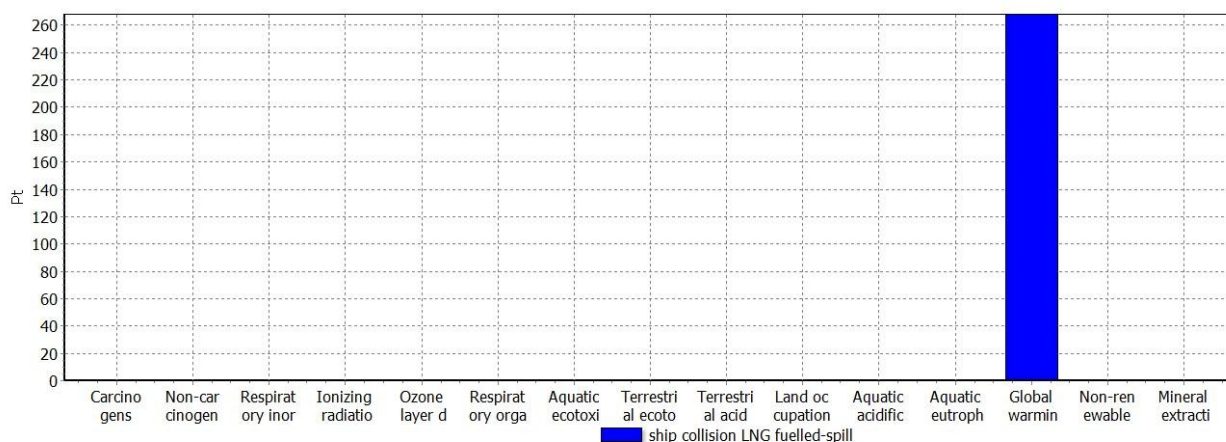 260
240
220
200
180
160
140
120
100
80
60
40
20
0
Pt
Carcino gens
Non-car cinogen
Respirat ory inor
Ionizing radiatio
Ozone layer d
Respirat ory orga
Aquatic ecotoxi
Terrestri al ecoto
Terrestri al acid
Land oc cupation
Aquatic acidific
Aquatic eutroph
Global warmin
Non-ren ewable
Mineral extracti
ship collision LNG fuelled-spill